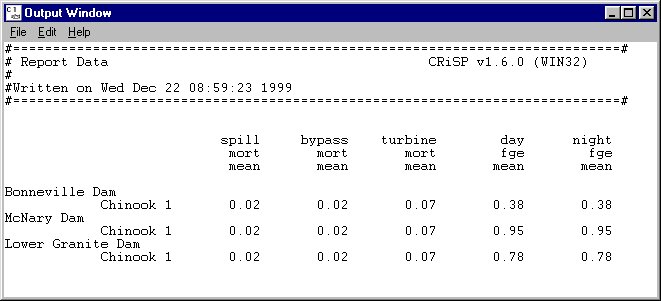 Output Window
File Edit Help
#=============================================================================#
# Report Data CRiSP v1.6.0 (WIN32)
#
#Written on Wed Dec 22 08:59:23 1999
#=============================================================================#
spill bypass turbine day night
mort mort mort fge fge
mean mean mean mean mean
Bonneville Dam
Chinook 1 0.02 0.02 0.07 0.38 0.38
McNary Dam
Chinook 1 0.02 0.02 0.07 0.95 0.95
Lower Granite Dam
Chinook 1 0.02 0.02 0.07 0.78 0.78